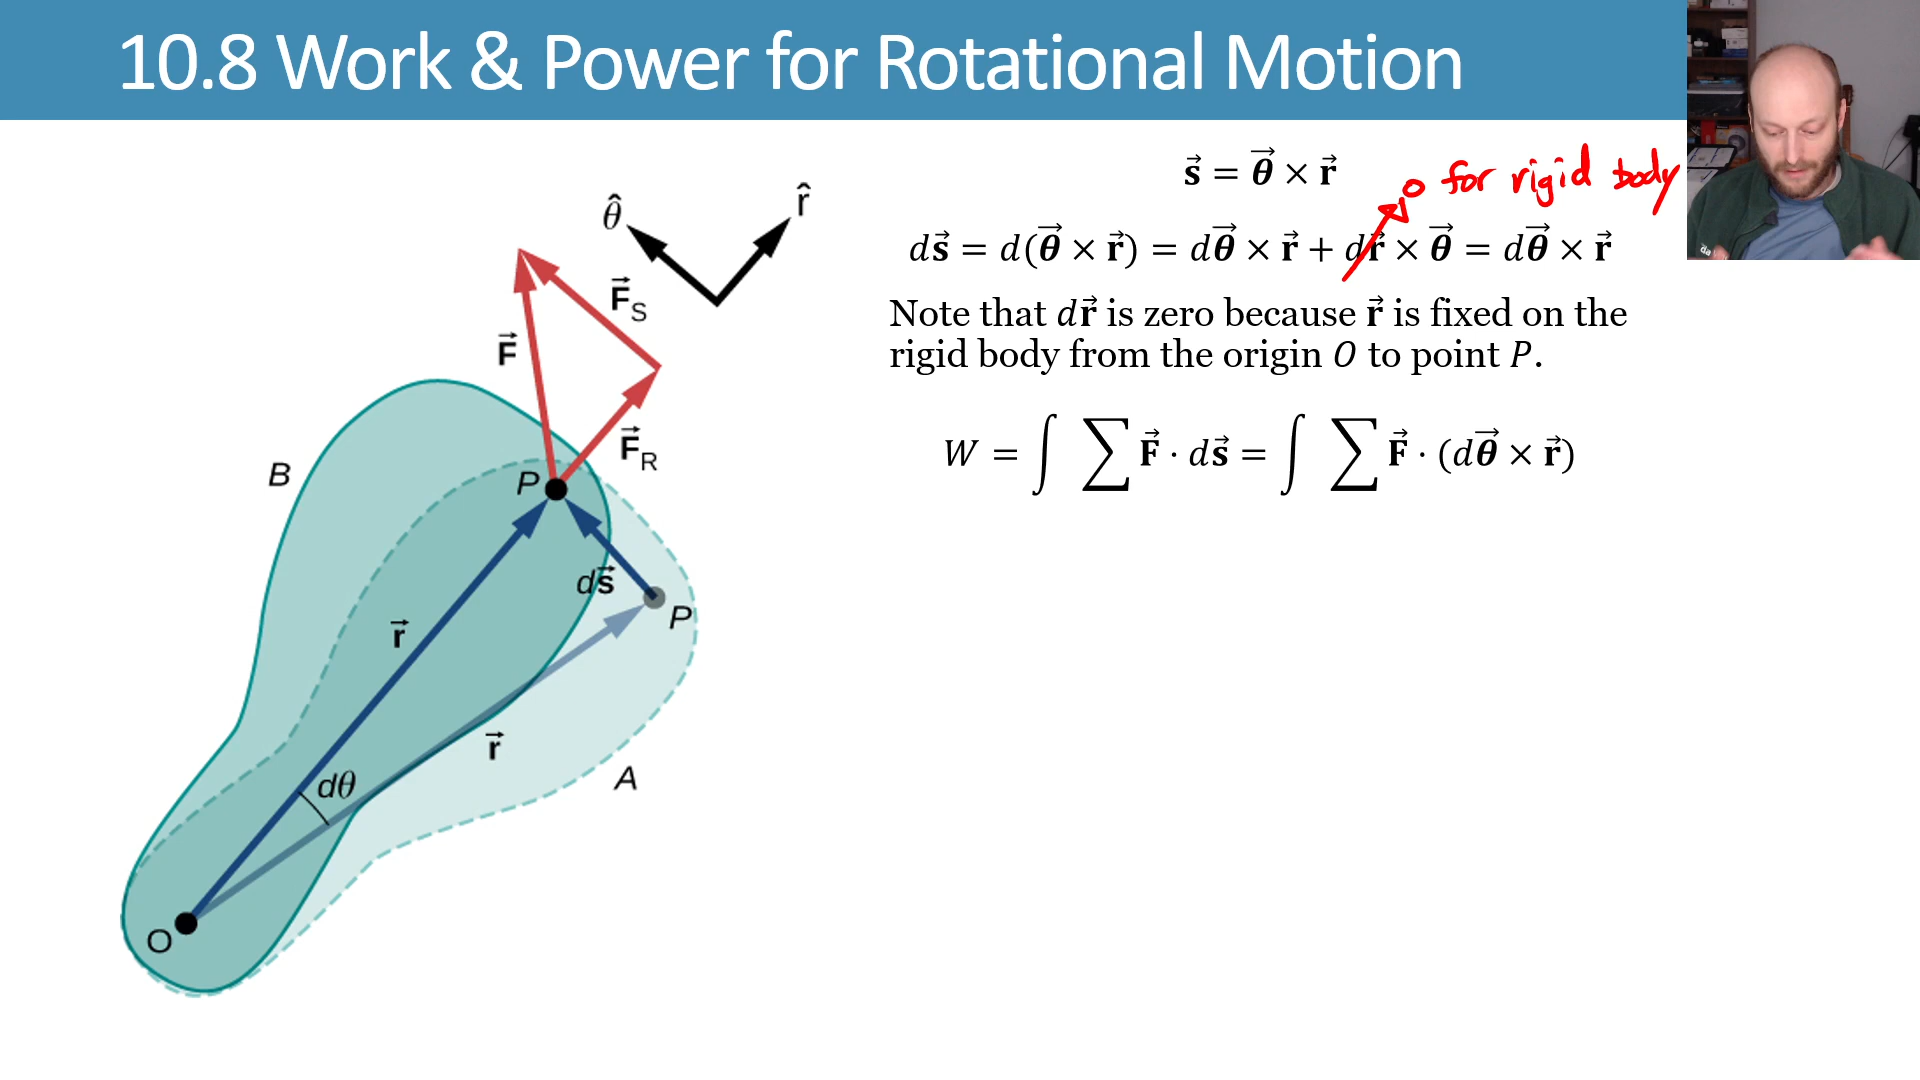 10.8 Work & Power for Rotational Motion
s⃗ = θ⃗ × r⃗
0 for rigid body
ds⃗ = d(θ⃗ × r⃗) = dθ⃗ × r⃗ + dr⃗ × θ⃗ = dθ⃗ × r⃗
Note that dr⃗ is zero because r⃗ is fixed on the
rigid body from the origin O to point P.
W = ∫ ∑ F⃗ · ds⃗ = ∫ ∑ F⃗ · (dθ⃗ × r⃗)
θ̂
r̂
F⃗S
F⃗
F⃗R
B
P
ds⃗
P
r⃗
r⃗
A
dθ
O